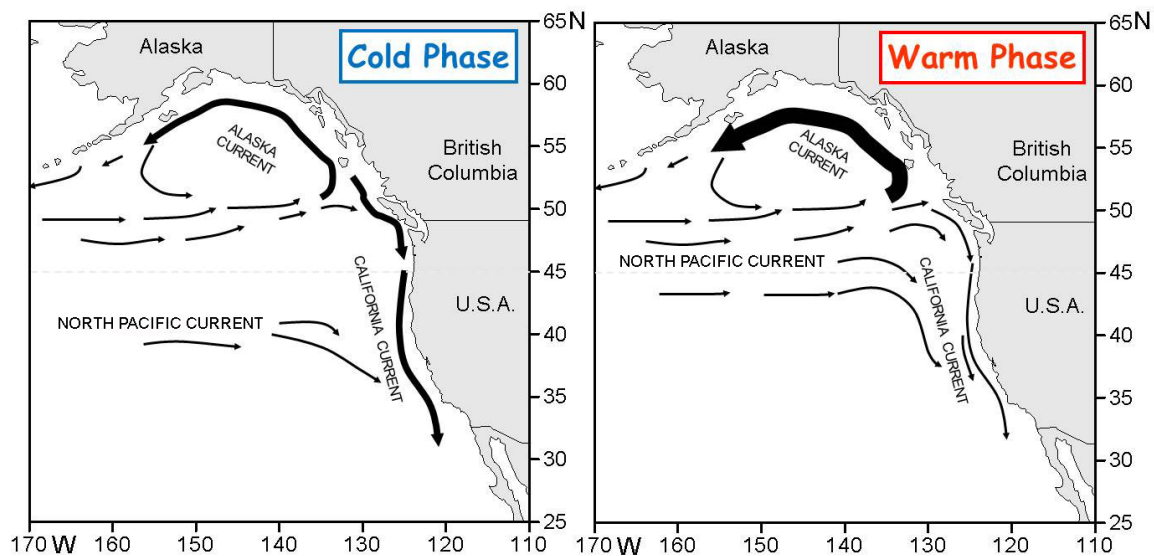 Cold Phase
Alaska
65N
60
55
50
45
40
35
30
25
ALASKA
CURRENT
British
Columbia
U.S.A.
NORTH PACIFIC CURRENT
CALIFORNIA CURRENT
170 W 160 150 140 130 120 110
Warm Phase
Alaska
65 N
60
55
50
45
40
35
30
25
ALASKA
CURRENT
British
Columbia
U.S.A.
NORTH PACIFIC CURRENT
CALIFORNIA CURRENT
170 W 160 150 140 130 120 110